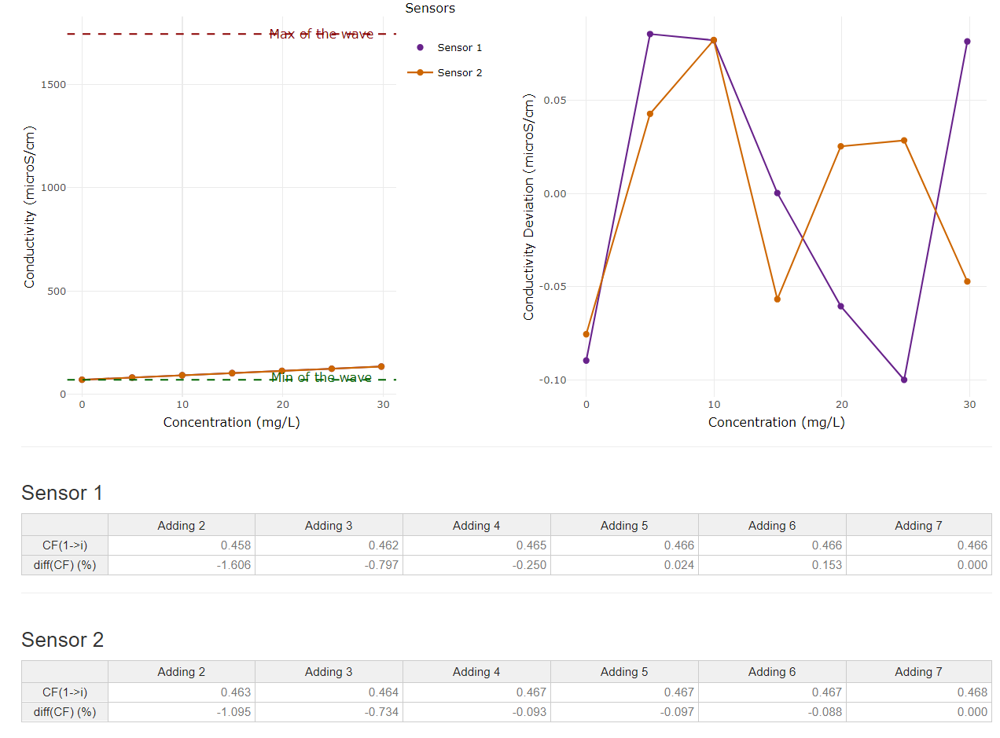 Sensors
Sensor 1
Sensor 2
Max of the wave
Min of the wave
Conductivity (microS/cm)
1500
1000
500
0
0 10 20 30
Concentration (mg/L)
Conductivity Deviation (microS/cm)
0.05
0.00
-0.05
-0.10
0 10 20 30
Concentration (mg/L)
Sensor 1
Adding 2 Adding 3 Adding 4 Adding 5 Adding 6 Adding 7
CF(1->i) 0.458 0.462 0.465 0.466 0.466 0.466
diff(CF) (%) -1.606 -0.797 -0.250 0.024 0.153 0.000
Sensor 2
Adding 2 Adding 3 Adding 4 Adding 5 Adding 6 Adding 7
CF(1->i) 0.463 0.464 0.467 0.467 0.467 0.468
diff(CF) (%) -1.095 -0.734 -0.093 -0.097 -0.088 0.000